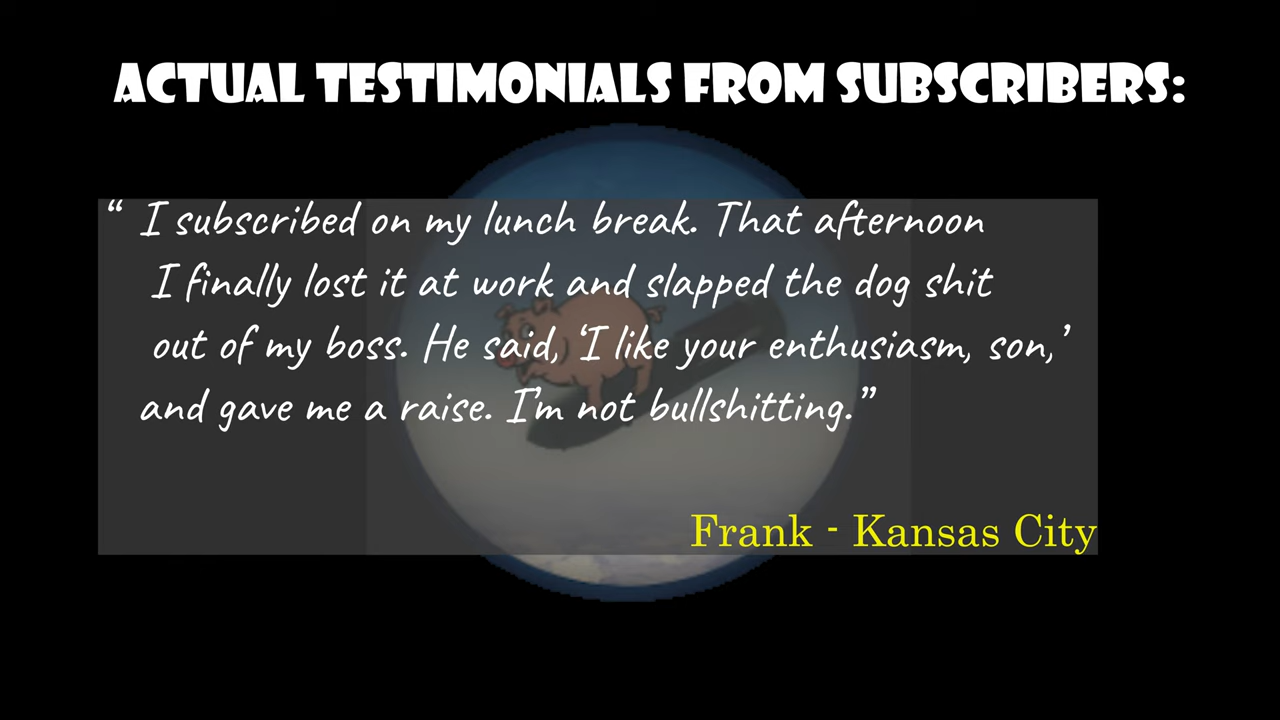 ACTUAL TESTIMONIALS FROM SUBSCRIBERS:
“ I subscribed on my lunch break. That afternoon
I finally lost it at work and slapped the dog shit
out of my boss. He said, ‘I like your enthusiasm, son,’
and gave me a raise. I’m not bullshitting.”
Frank - Kansas City